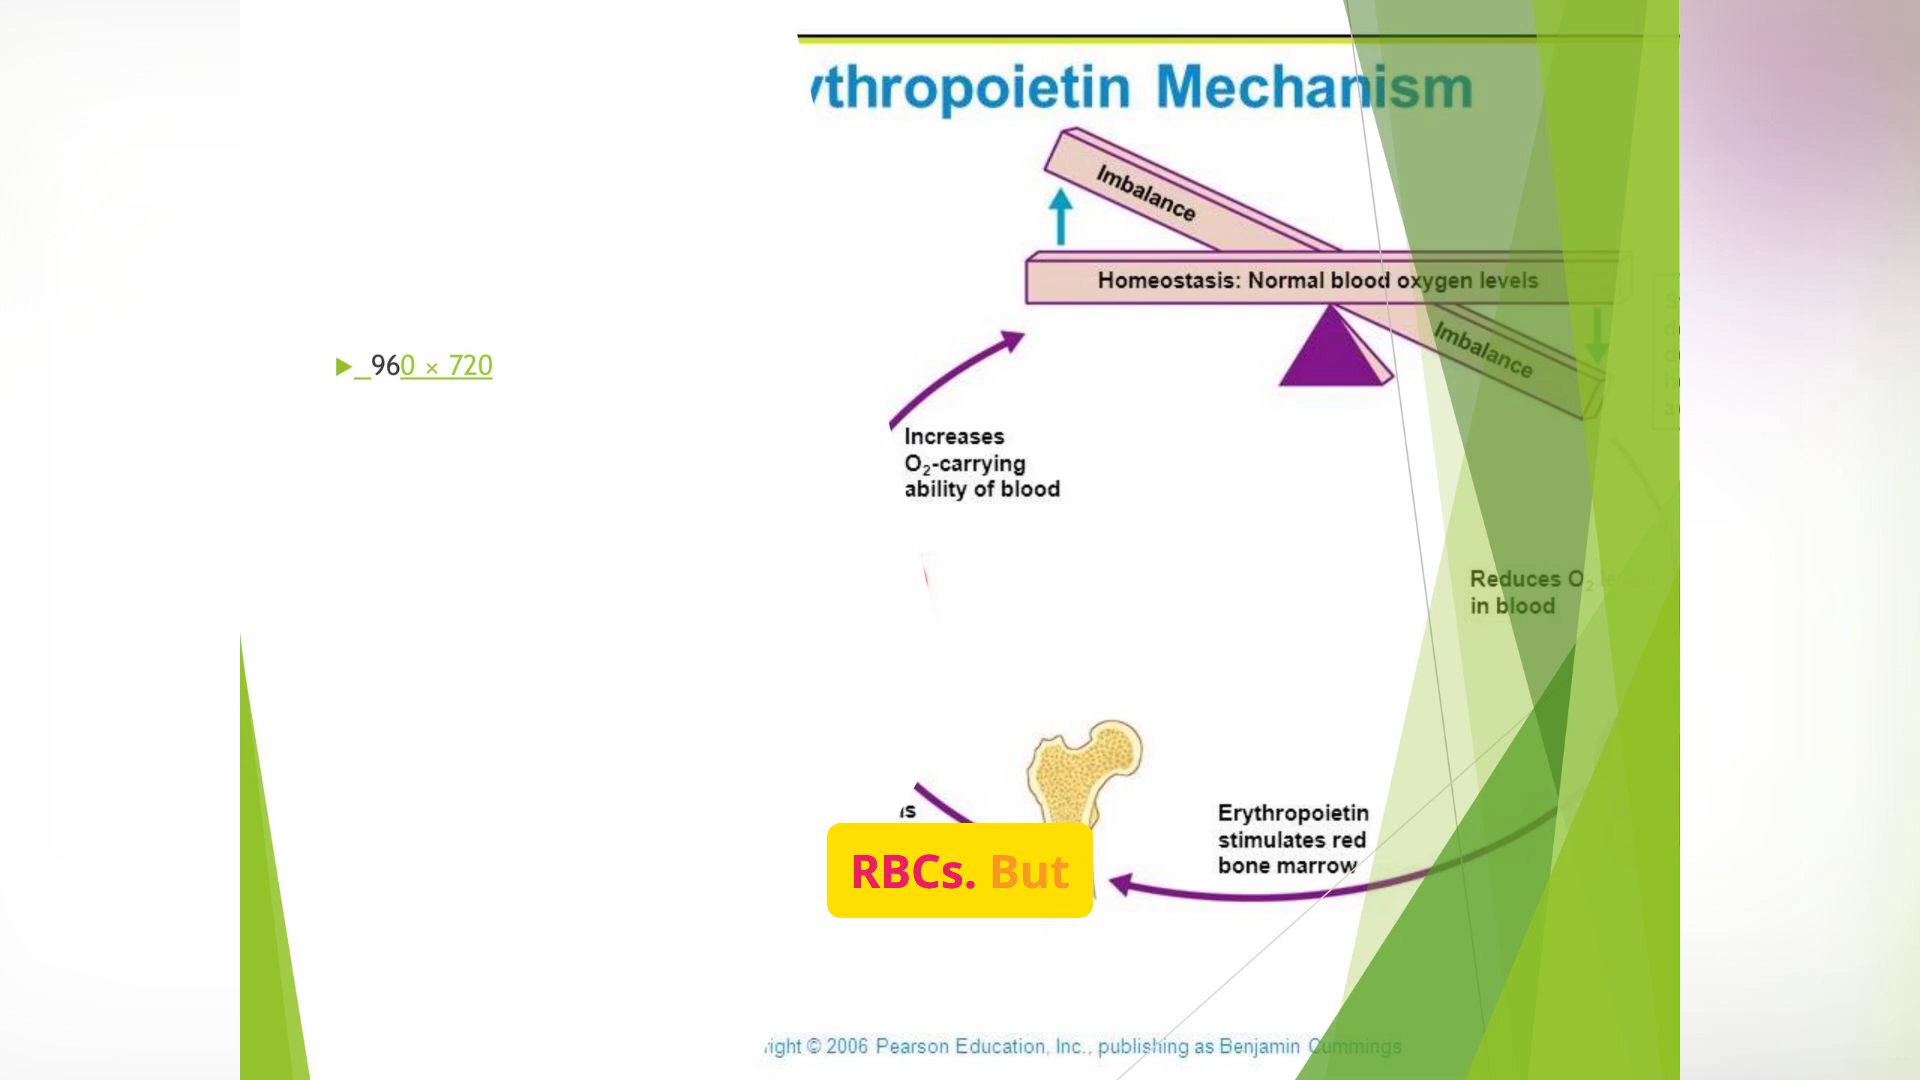 ythropoietin Mechanism
Imbalance
Homeostasis: Normal blood oxygen levels
Imbalance
960 × 720
Increases
O₂-carrying
ability of blood
Reduces O₂
in blood
Erythropoietin
stimulates red
bone marrow
RBCs. But
right © 2006 Pearson Education, Inc., publishing as Benjamin Cummings